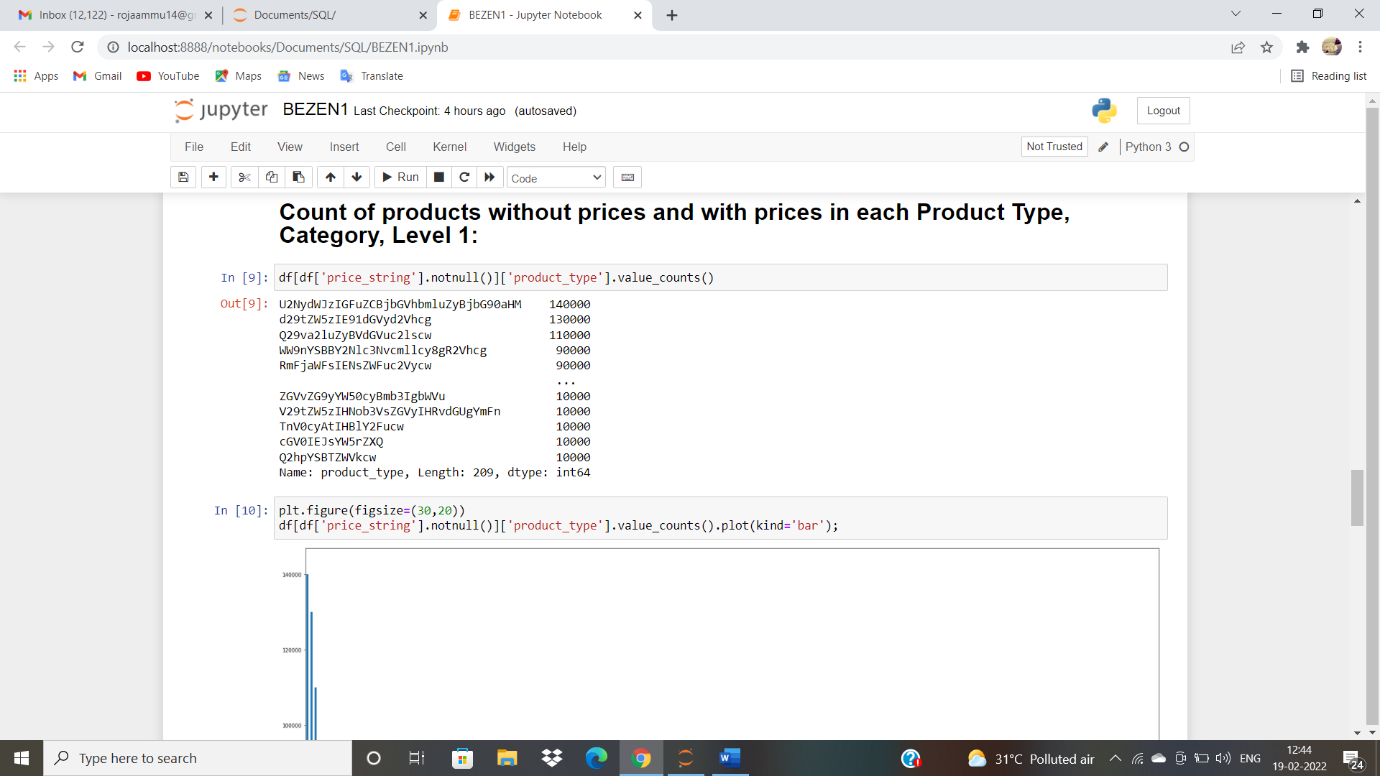 Inbox (12,122) - rojaammu14@g
Documents/SQL/
BEZEN1 - Jupyter Notebook
localhost:8888/notebooks/Documents/SQL/BEZEN1.ipynb
Apps Gmail YouTube Maps News Translate Reading list
jupyter BEZEN1 Last Checkpoint: 4 hours ago (autosaved) Logout
File Edit View Insert Cell Kernel Widgets Help Not Trusted Python 3
Run Code
Count of products without prices and with prices in each Product Type,
Category, Level 1:
In [9]: df[df['price_string'].notnull()]['product_type'].value_counts()
Out[9]: U2NydWJzIGFuZCBjbGVhbmluZyBjbG90aHM 140000
d29tZW5zIE91dGVyd2Vhcg 130000
Q29va2luZyBVdGVuc2lscw 110000
WW9nYSBBY2Nlc3Nvcmllcy8gR2Vhcg 90000
RmFjaWFsIENsZWFuc2Vycw 90000
...
ZGVvZG9yYW50cyBmb3IgbWVu 10000
V29tZW5zIHNob3VsZGVyIHRvdGUgYmFn 10000
TnV0cyAtIHBlY2Fucw 10000
cGV0IEJsYW5rZXQ 10000
Q2hpYSBTZWVkcw 10000
Name: product_type, Length: 209, dtype: int64
In [10]: plt.figure(figsize=(30,20))
df[df['price_string'].notnull()]['product_type'].value_counts().plot(kind='bar');
140000
120000
100000
Type here to search
31°C Polluted air
ENG
12:44
19-02-2022
24